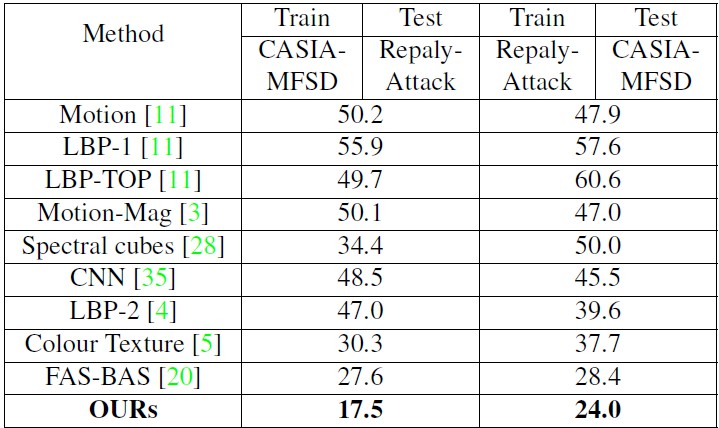 Method Train Test Train Test
CASIA-MFSD Repaly-Attack Repaly-Attack CASIA-MFSD
Motion [11] 50.2 47.9
LBP-1 [11] 55.9 57.6
LBP-TOP [11] 49.7 60.6
Motion-Mag [3] 50.1 47.0
Spectral cubes [28] 34.4 50.0
CNN [35] 48.5 45.5
LBP-2 [4] 47.0 39.6
Colour Texture [5] 30.3 37.7
FAS-BAS [20] 27.6 28.4
OURs 17.5 24.0